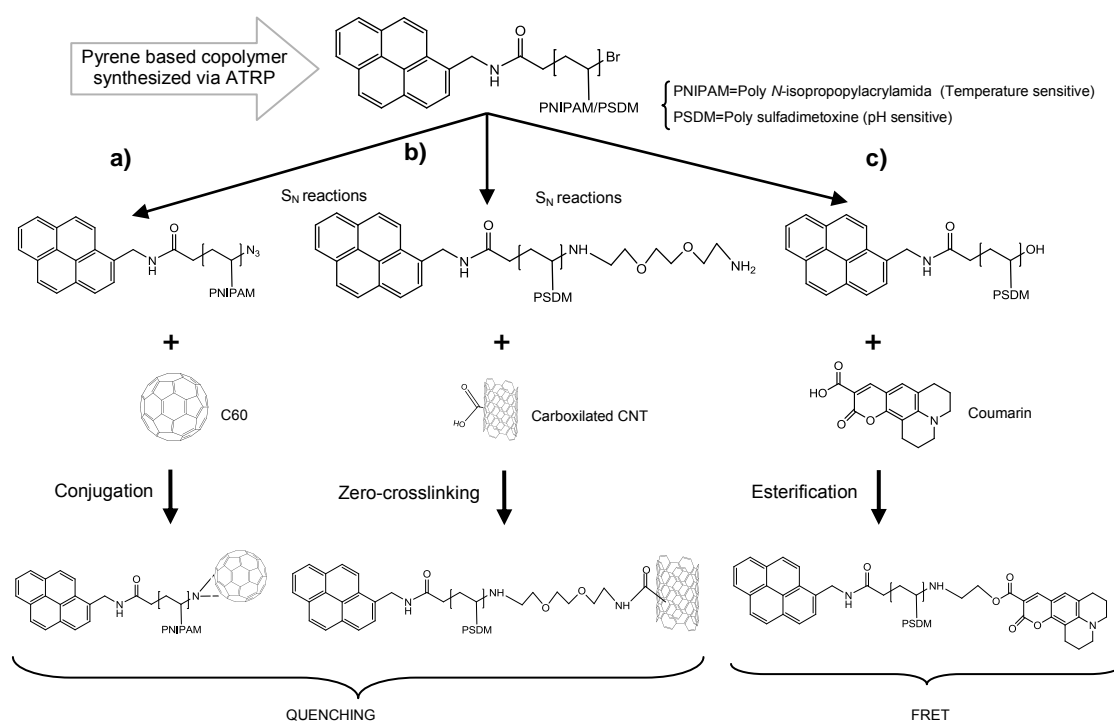 Pyrene based copolymer
synthesized via ATRP
O
N
H
Br
PNIPAM/PSDM
PNIPAM=Poly N-isopropopylacrylamida (Temperature sensitive)
PSDM=Poly sulfadimetoxine (pH sensitive)
a)
b)
c)
SN reactions
SN reactions
O
N
H
N3
PNIPAM
O
N
H
NH
O
O
NH2
PSDM
O
N
H
OH
PSDM
+
+
+
C60
O
HO
Carboxilated CNT
O
HO
O
O
N
Coumarin
Conjugation
Zero-crosslinking
Esterification
O
N
H
N
PNIPAM
O
N
H
NH
O
O
NH
O
PSDM
O
N
H
NH
O
O
O
O
N
PSDM
QUENCHING
FRET